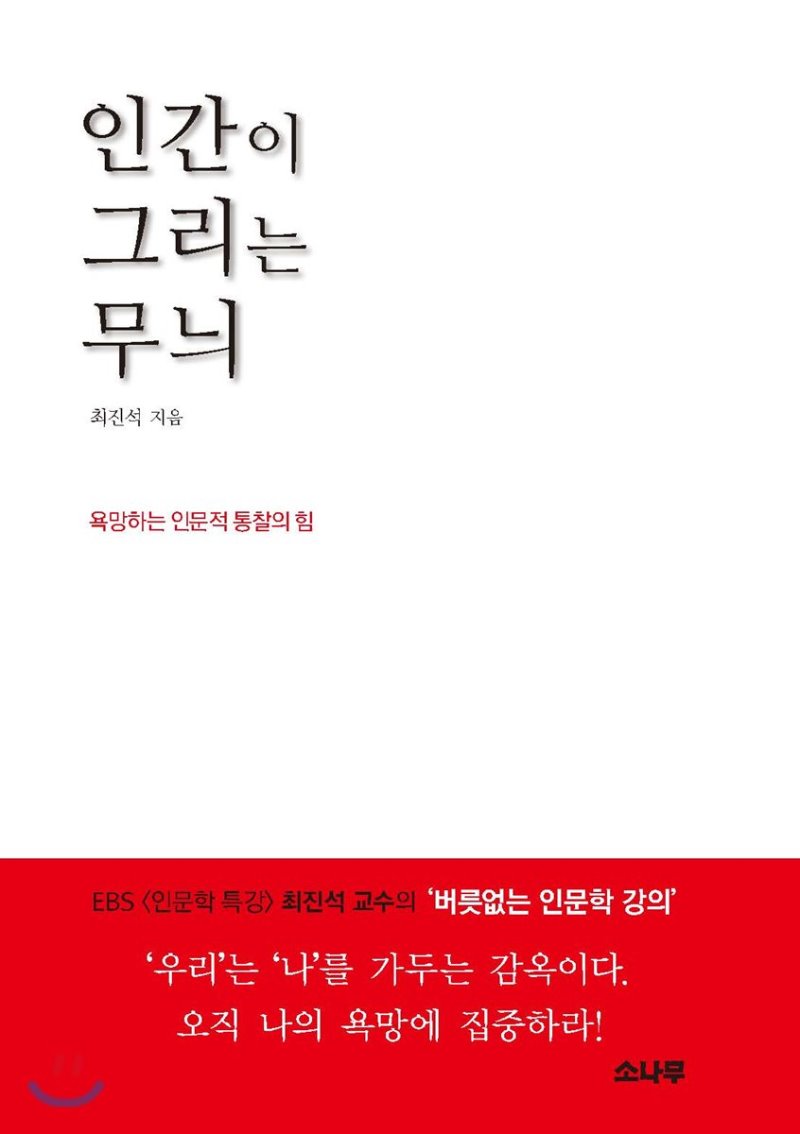 인간이
그리는
무늬
최진석 지음
욕망하는 인문적 통찰의 힘
EBS 〈인문학 특강〉 최진석 교수의 ‘버릇없는 인문학 강의’
‘우리’는 ‘나’를 가두는 감옥이다.
오직 나의 욕망에 집중하라!
소나무